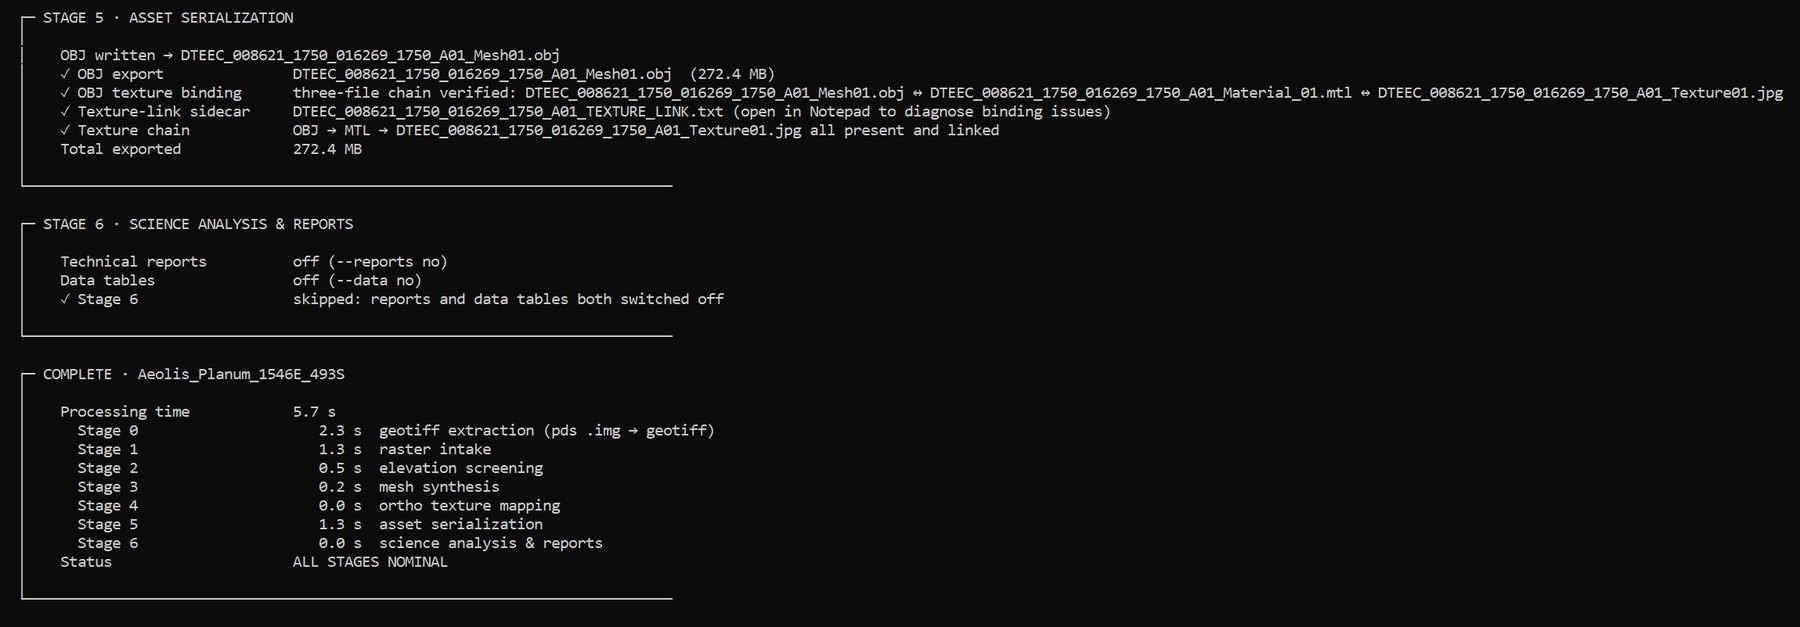 STAGE 5 · ASSET SERIALIZATION
OBJ written → DTEEC_008621_1750_016269_1750_A01_Mesh01.obj
✓ OBJ export DTEEC_008621_1750_016269_1750_A01_Mesh01.obj (272.4 MB)
✓ OBJ texture binding three-file chain verified: DTEEC_008621_1750_016269_1750_A01_Mesh01.obj ↔ DTEEC_008621_1750_016269_1750_A01_Material_01.mtl ↔ DTEEC_008621_1750_016269_1750_A01_Texture01.jpg
✓ Texture-link sidecar DTEEC_008621_1750_016269_1750_A01_TEXTURE_LINK.txt (open in Notepad to diagnose binding issues)
✓ Texture chain OBJ → MTL → DTEEC_008621_1750_016269_1750_A01_Texture01.jpg all present and linked
Total exported 272.4 MB
STAGE 6 · SCIENCE ANALYSIS & REPORTS
Technical reports off (--reports no)
Data tables off (--data no)
✓ Stage 6 skipped: reports and data tables both switched off
COMPLETE · Aeolis_Planum_1546E_493S
Processing time 5.7 s
Stage 0 2.3 s geotiff extraction (pds .img → geotiff)
Stage 1 1.3 s raster intake
Stage 2 0.5 s elevation screening
Stage 3 0.2 s mesh synthesis
Stage 4 0.0 s ortho texture mapping
Stage 5 1.3 s asset serialization
Stage 6 0.0 s science analysis & reports
Status ALL STAGES NOMINAL